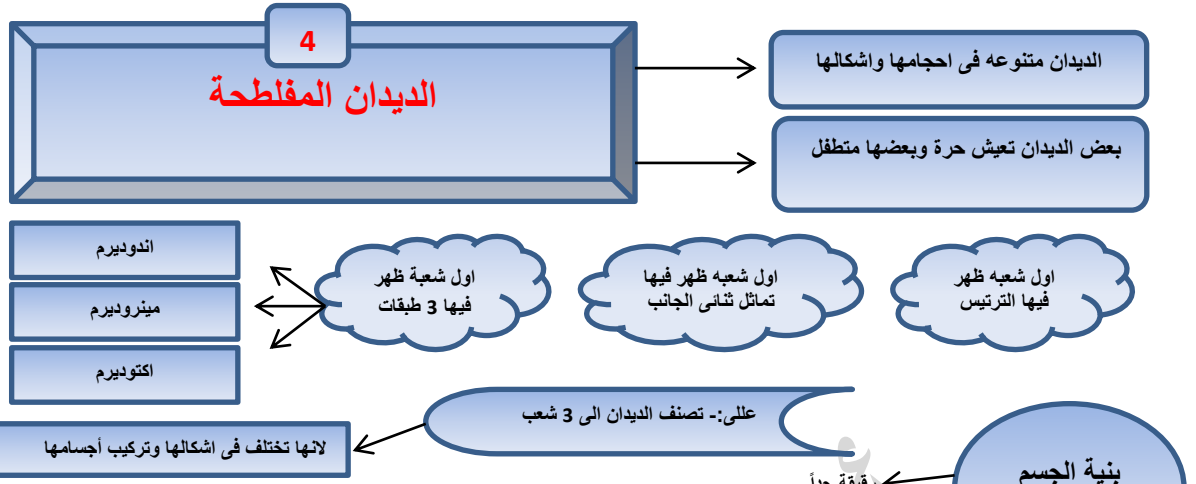 4
الديدان المفلطحة
الديدان متنوعه فى احجامها واشكالها
بعض الديدان تعيش حرة وبعضها متطفل
اول شعبه ظهر
فيها الترتيس
اول شعبه ظهر فيها
تماثل ثنائى الجانب
اول شعبة ظهر
فيها 3 طبقات
اندوديرم
ميزوديرم
اكتوديرم
عللى:- تصنف الديدان الى 3 شعب
لانها تختلف فى اشكالها وتركيب أجسامها
بنية الجسم
رقيقة جداً